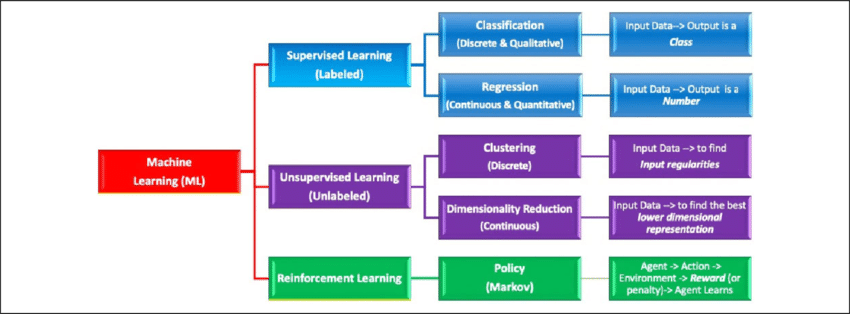 Machine
Learning (ML)
Supervised Learning
(Labeled)
Classification
(Discrete & Qualitative)
Input Data--> Output is a
Class
Regression
(Continuous & Quantitative)
Input Data --> Output is a
Number
Unsupervised Learning
(Unlabeled)
Clustering
(Discrete)
Input Data --> to find
Input regularities
Dimensionality Reduction
(Continuous)
Input Data --> to find the best
lower dimensional
representation
Reinforcement Learning
Policy
(Markov)
Agent -> Action ->
Environment -> Reward (or
penalty)-> Agent Learns